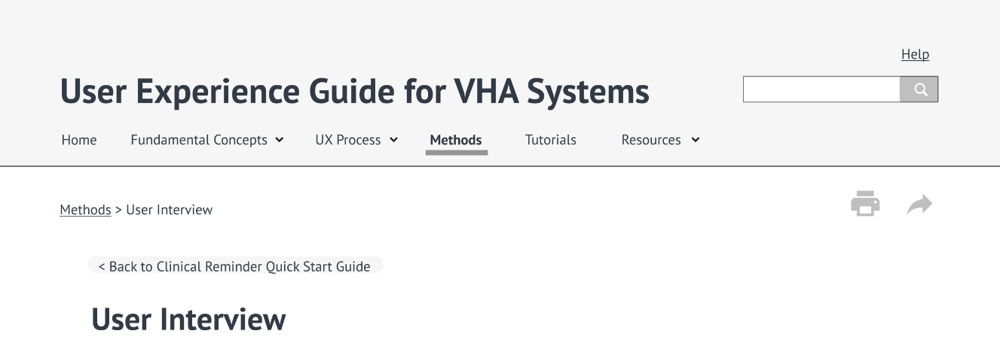 Help
User Experience Guide for VHA Systems
Home Fundamental Concepts UX Process Methods Tutorials Resources
Methods > User Interview
< Back to Clinical Reminder Quick Start Guide
User Interview